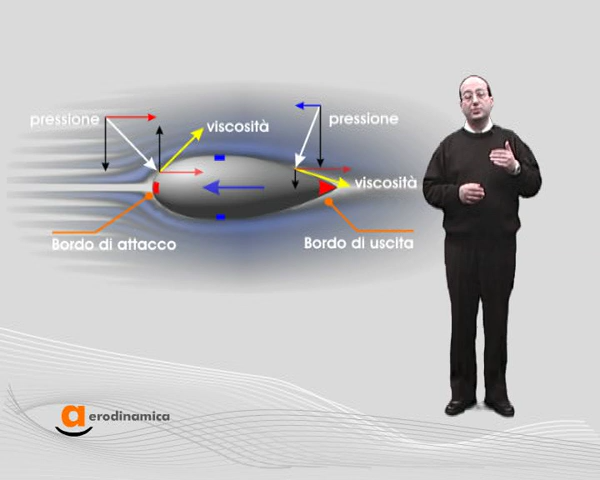 pressione
viscosità
pressione
viscosità
Bordo di attacco
Bordo di uscita
aerodinamica